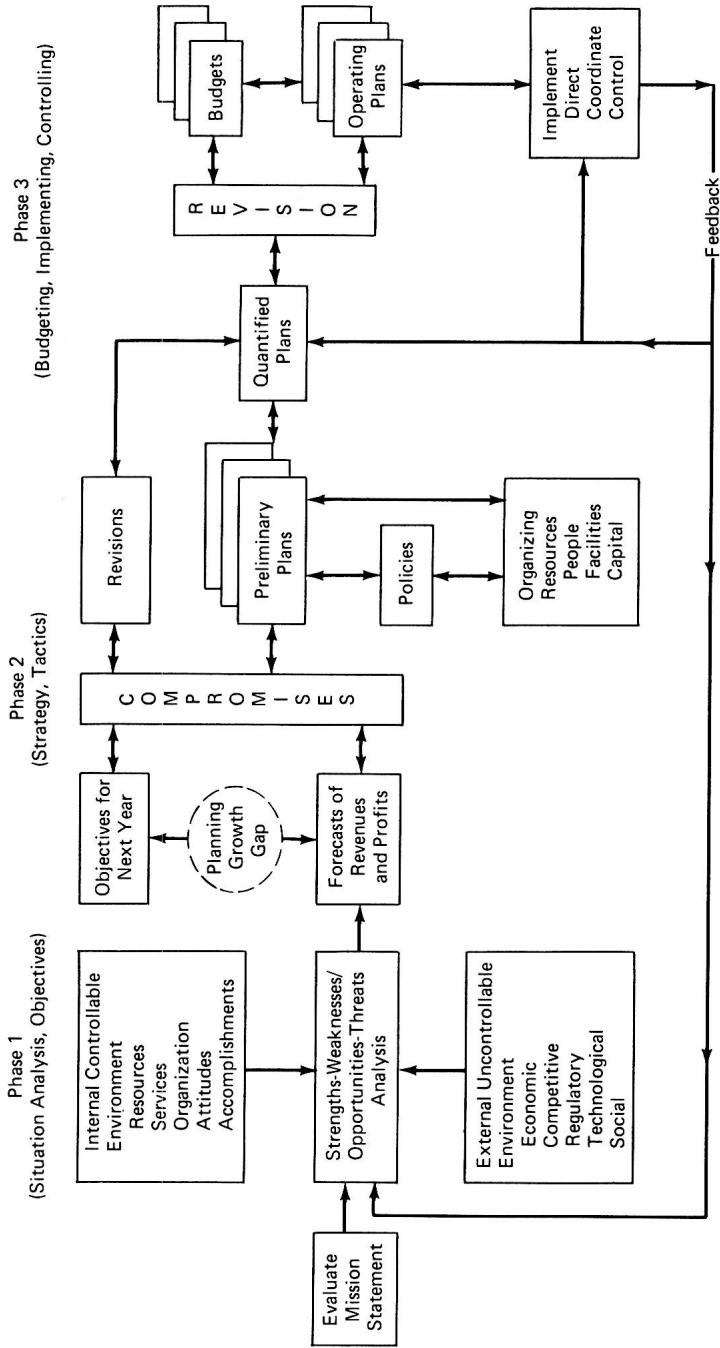 Phase 1
(Situation Analysis, Objectives)
Phase 2
(Strategy, Tactics)
Phase 3
(Budgeting, Implementing, Controlling)
Evaluate
Mission
Statement
Internal Controllable
Environment
Resources
Services
Organization
Attitudes
Accomplishments
Strengths-Weaknesses/
Opportunities-Threats
Analysis
External Uncontrollable
Environment
Economic
Competitive
Regulatory
Technological
Social
Objectives for
Next Year
Planning
Growth
Gap
Forecasts of
Revenues
and Profits
COMPROMISES
Revisions
Preliminary
Plans
Policies
Organizing
Resources
People
Facilities
Capital
Quantified
Plans
REVISION
Budgets
Operating
Plans
Implement
Direct
Coordinate
Control
Feedback